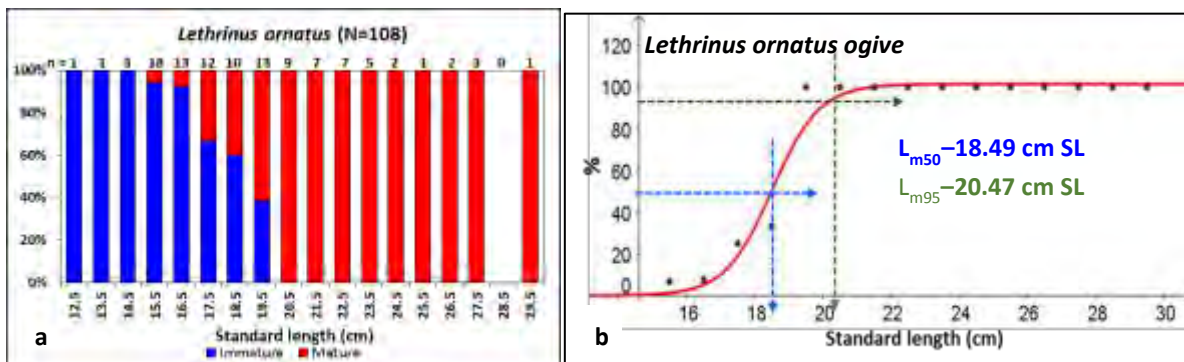 Lethrinus ornatus (N=108)
n = 1 1 3 18 13 12 10 13 9 7 7 5 2 1 2 3 0 1
100%
80%
60%
40%
20%
0%
12.5 13.5 14.5 15.5 16.5 17.5 18.5 19.5 20.5 21.5 22.5 23.5 24.5 25.5 26.5 27.5 28.5 29.5
Standard length (cm)
Immature Mature
a
Lethrinus ornatus ogive
120
100
80
60
40
20
0
%
Lm50–18.49 cm SL
Lm95–20.47 cm SL
16 18 20 22 24 26 28 30
Standard length (cm)
b